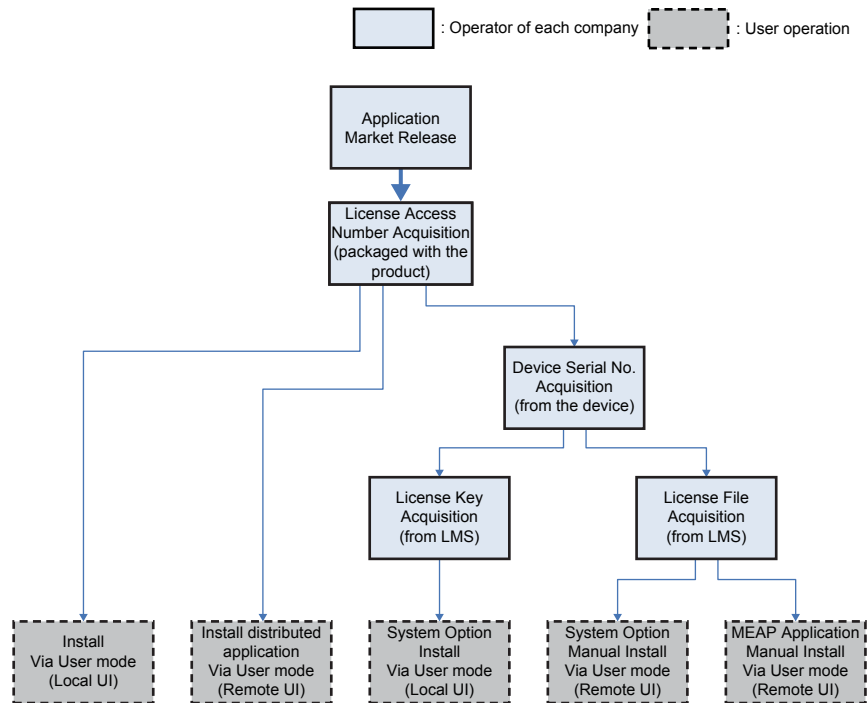 : Operator of each company
: User operation
Application
Market Release
License Access
Number Acquisition
(packaged with the
product)
Device Serial No.
Acquisition
(from the device)
License Key
Acquisition
(from LMS)
License File
Acquisition
(from LMS)
Install
Via User mode
(Local UI)
Install distributed
application
Via User mode
(Remote UI)
System Option
Install
Via User mode
(Local UI)
System Option
Manual Install
Via User mode
(Remote UI)
MEAP Application
Manual Install
Via User mode
(Remote UI)